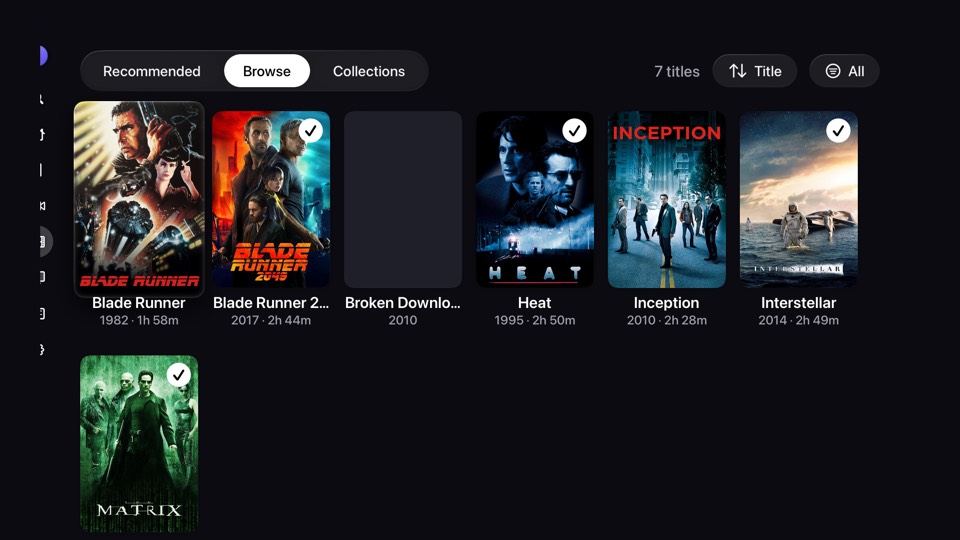 Recommended
Browse
Collections
7 titles
Title
All
BLADE RUNNER
BLADE
RUNNER
2049
HEAT
INCEPTION
INTERSTELLAR
Blade Runner
Blade Runner 2...
Broken Downlo...
Heat
Inception
Interstellar
1982 · 1h 58m
2017 · 2h 44m
2010
1995 · 2h 50m
2010 · 2h 28m
2014 · 2h 49m
MATRIX